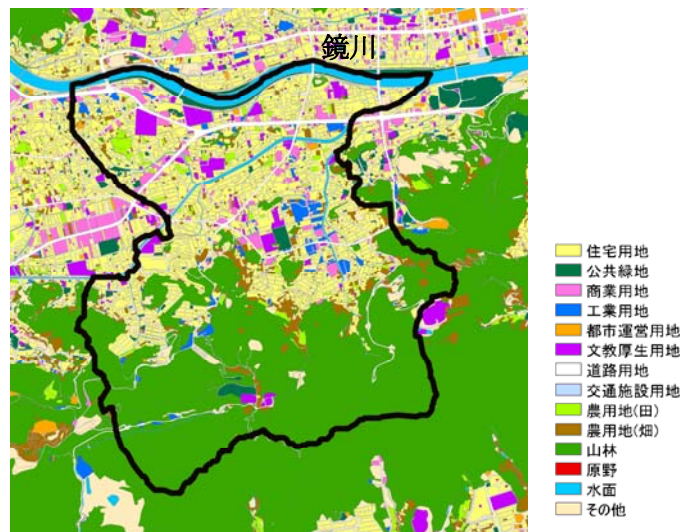 鏡川
住宅用地
公共緑地
商業用地
工業用地
都市運営用地
文教厚生用地
道路用地
交通施設用地
農用地(田)
農用地(畑)
山林
原野
水面
その他